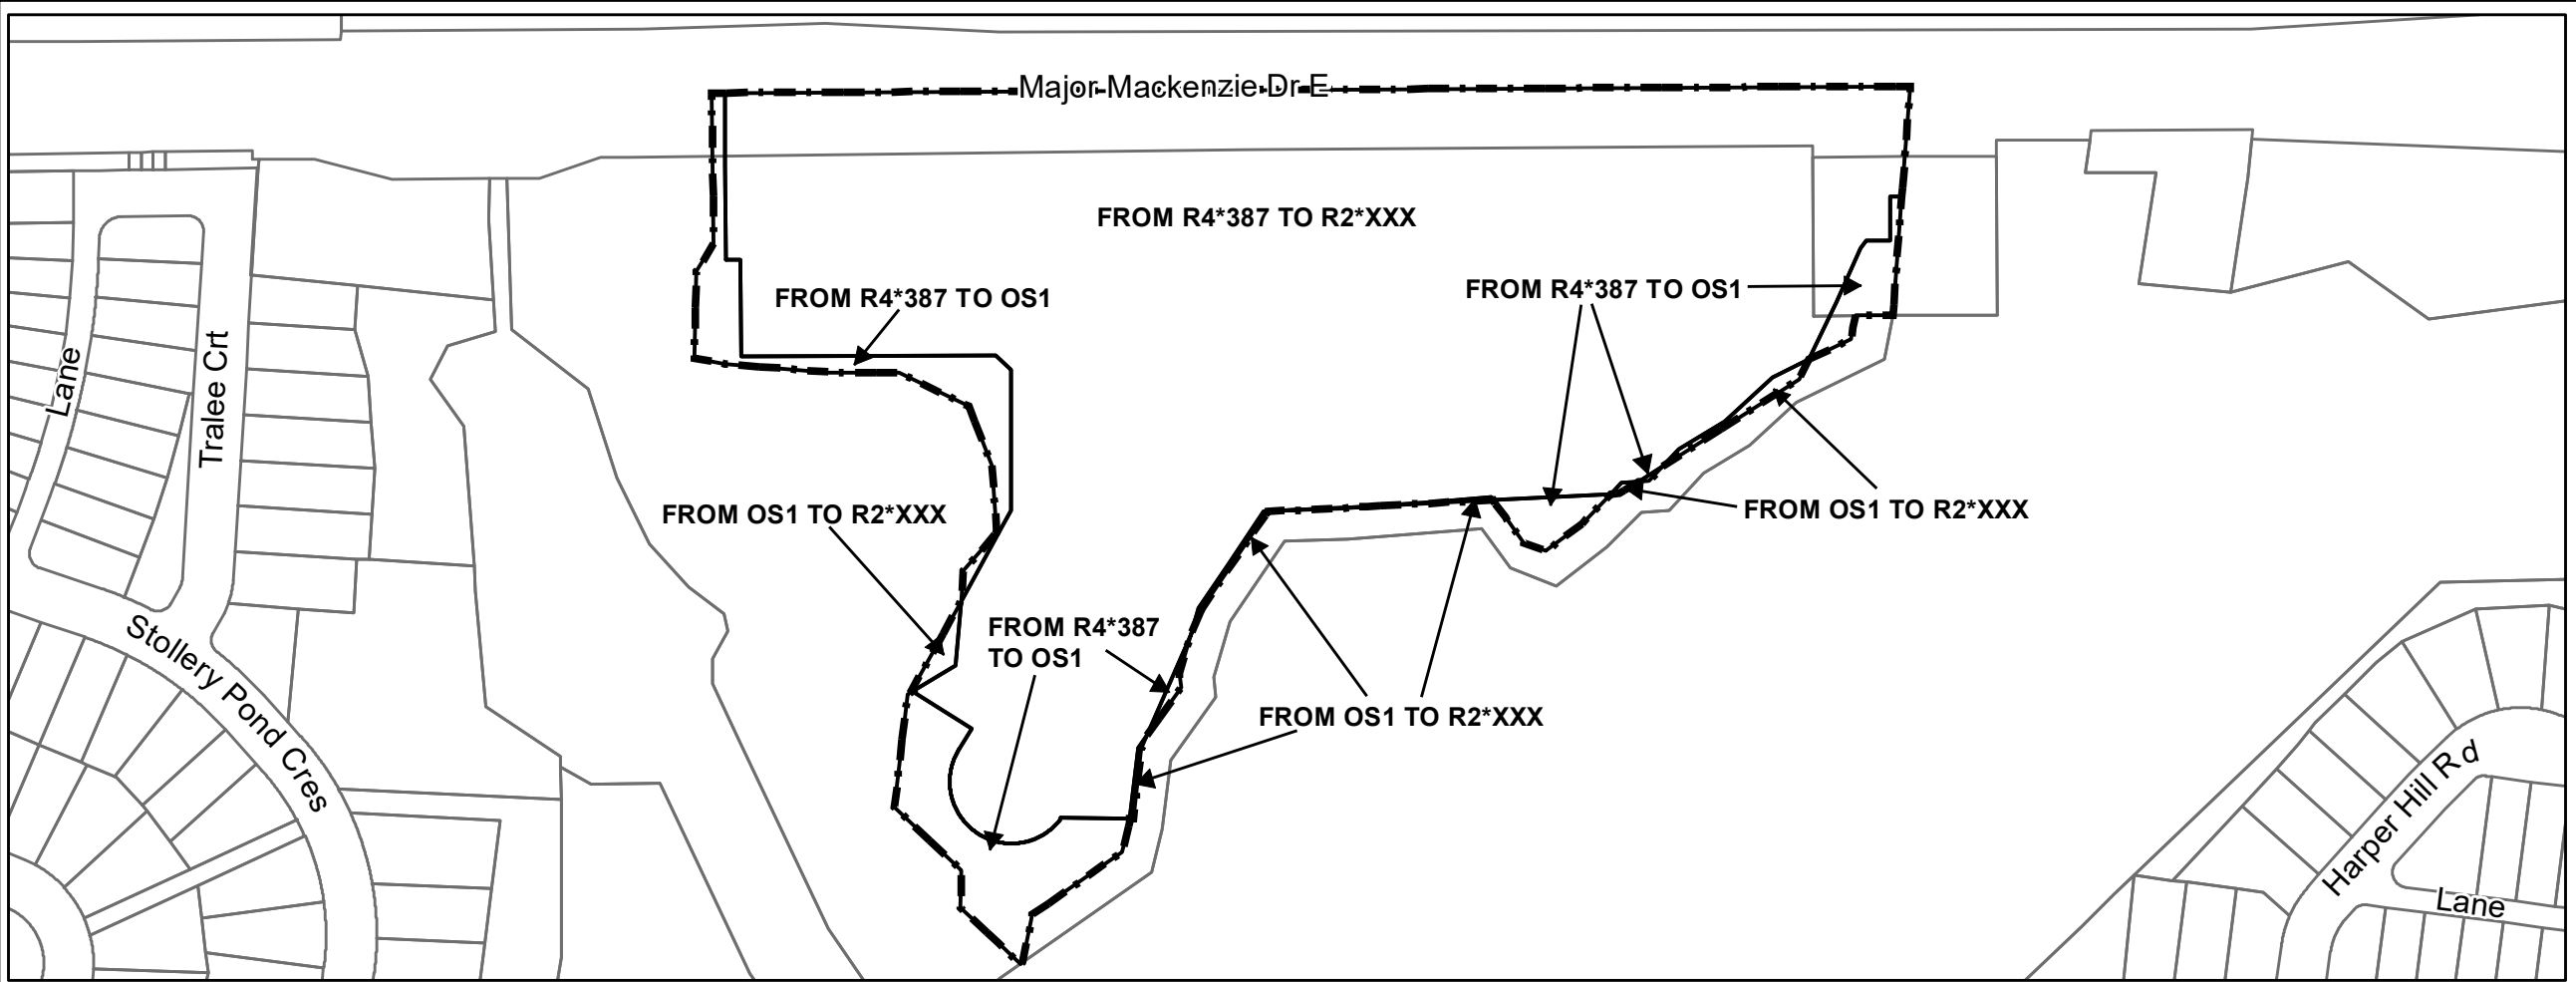 Major Mackenzie Dr E
FROM R4*387 TO R2*XXX
FROM R4*387 TO OS1
FROM R4*387 TO OS1
Lane
Tralee Crt
FROM OS1 TO R2*XXX
FROM OS1 TO R2*XXX
FROM R4*387
TO OS1
Stollery Pond Cres
FROM OS1 TO R2*XXX
Harper Hill Rd
Lane